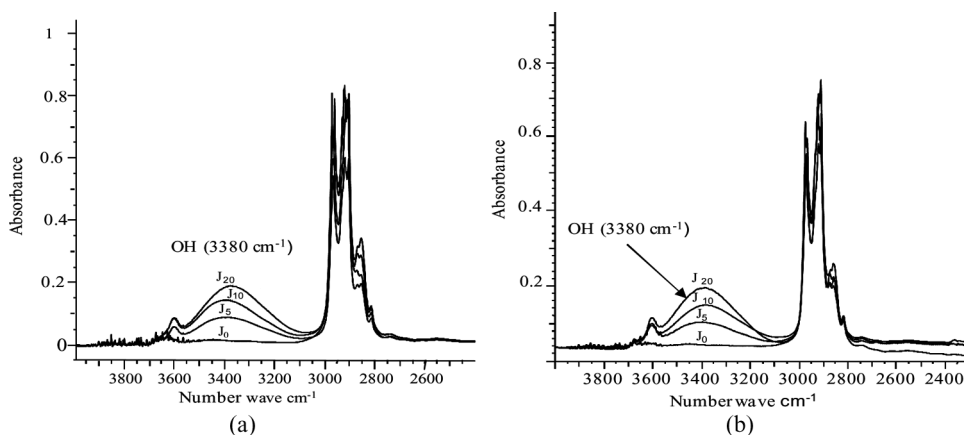 1
0.8
0.6
0.4
0.2
0
Absorbance
OH (3380 cm-1)
J20
J10
J5
J0
3800 3600 3400 3200 3000 2800 2600
Number wave cm-1
(a)
0.8
0.6
0.4
0.2
Absorbance
OH (3380 cm-1)
J20
J10
J5
J0
3800 3600 3400 3200 3000 2800 2600 2400
Number wave cm-1
(b)